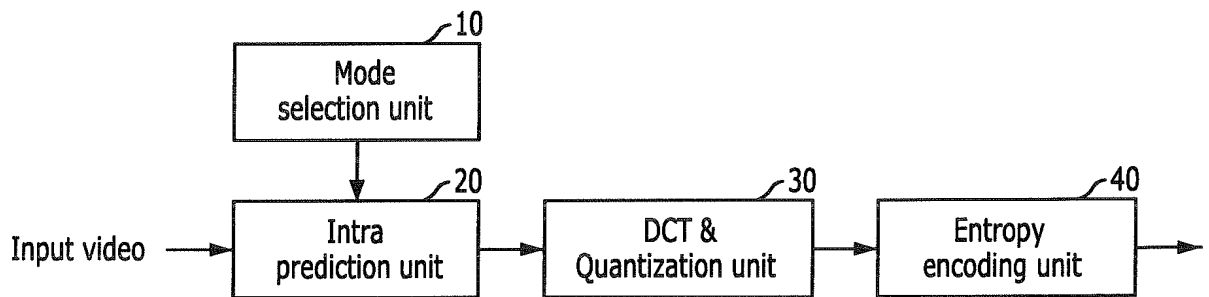 10
Mode
selection unit
20
30
40
Input video
Intra
prediction unit
DCT &
Quantization unit
Entropy
encoding unit